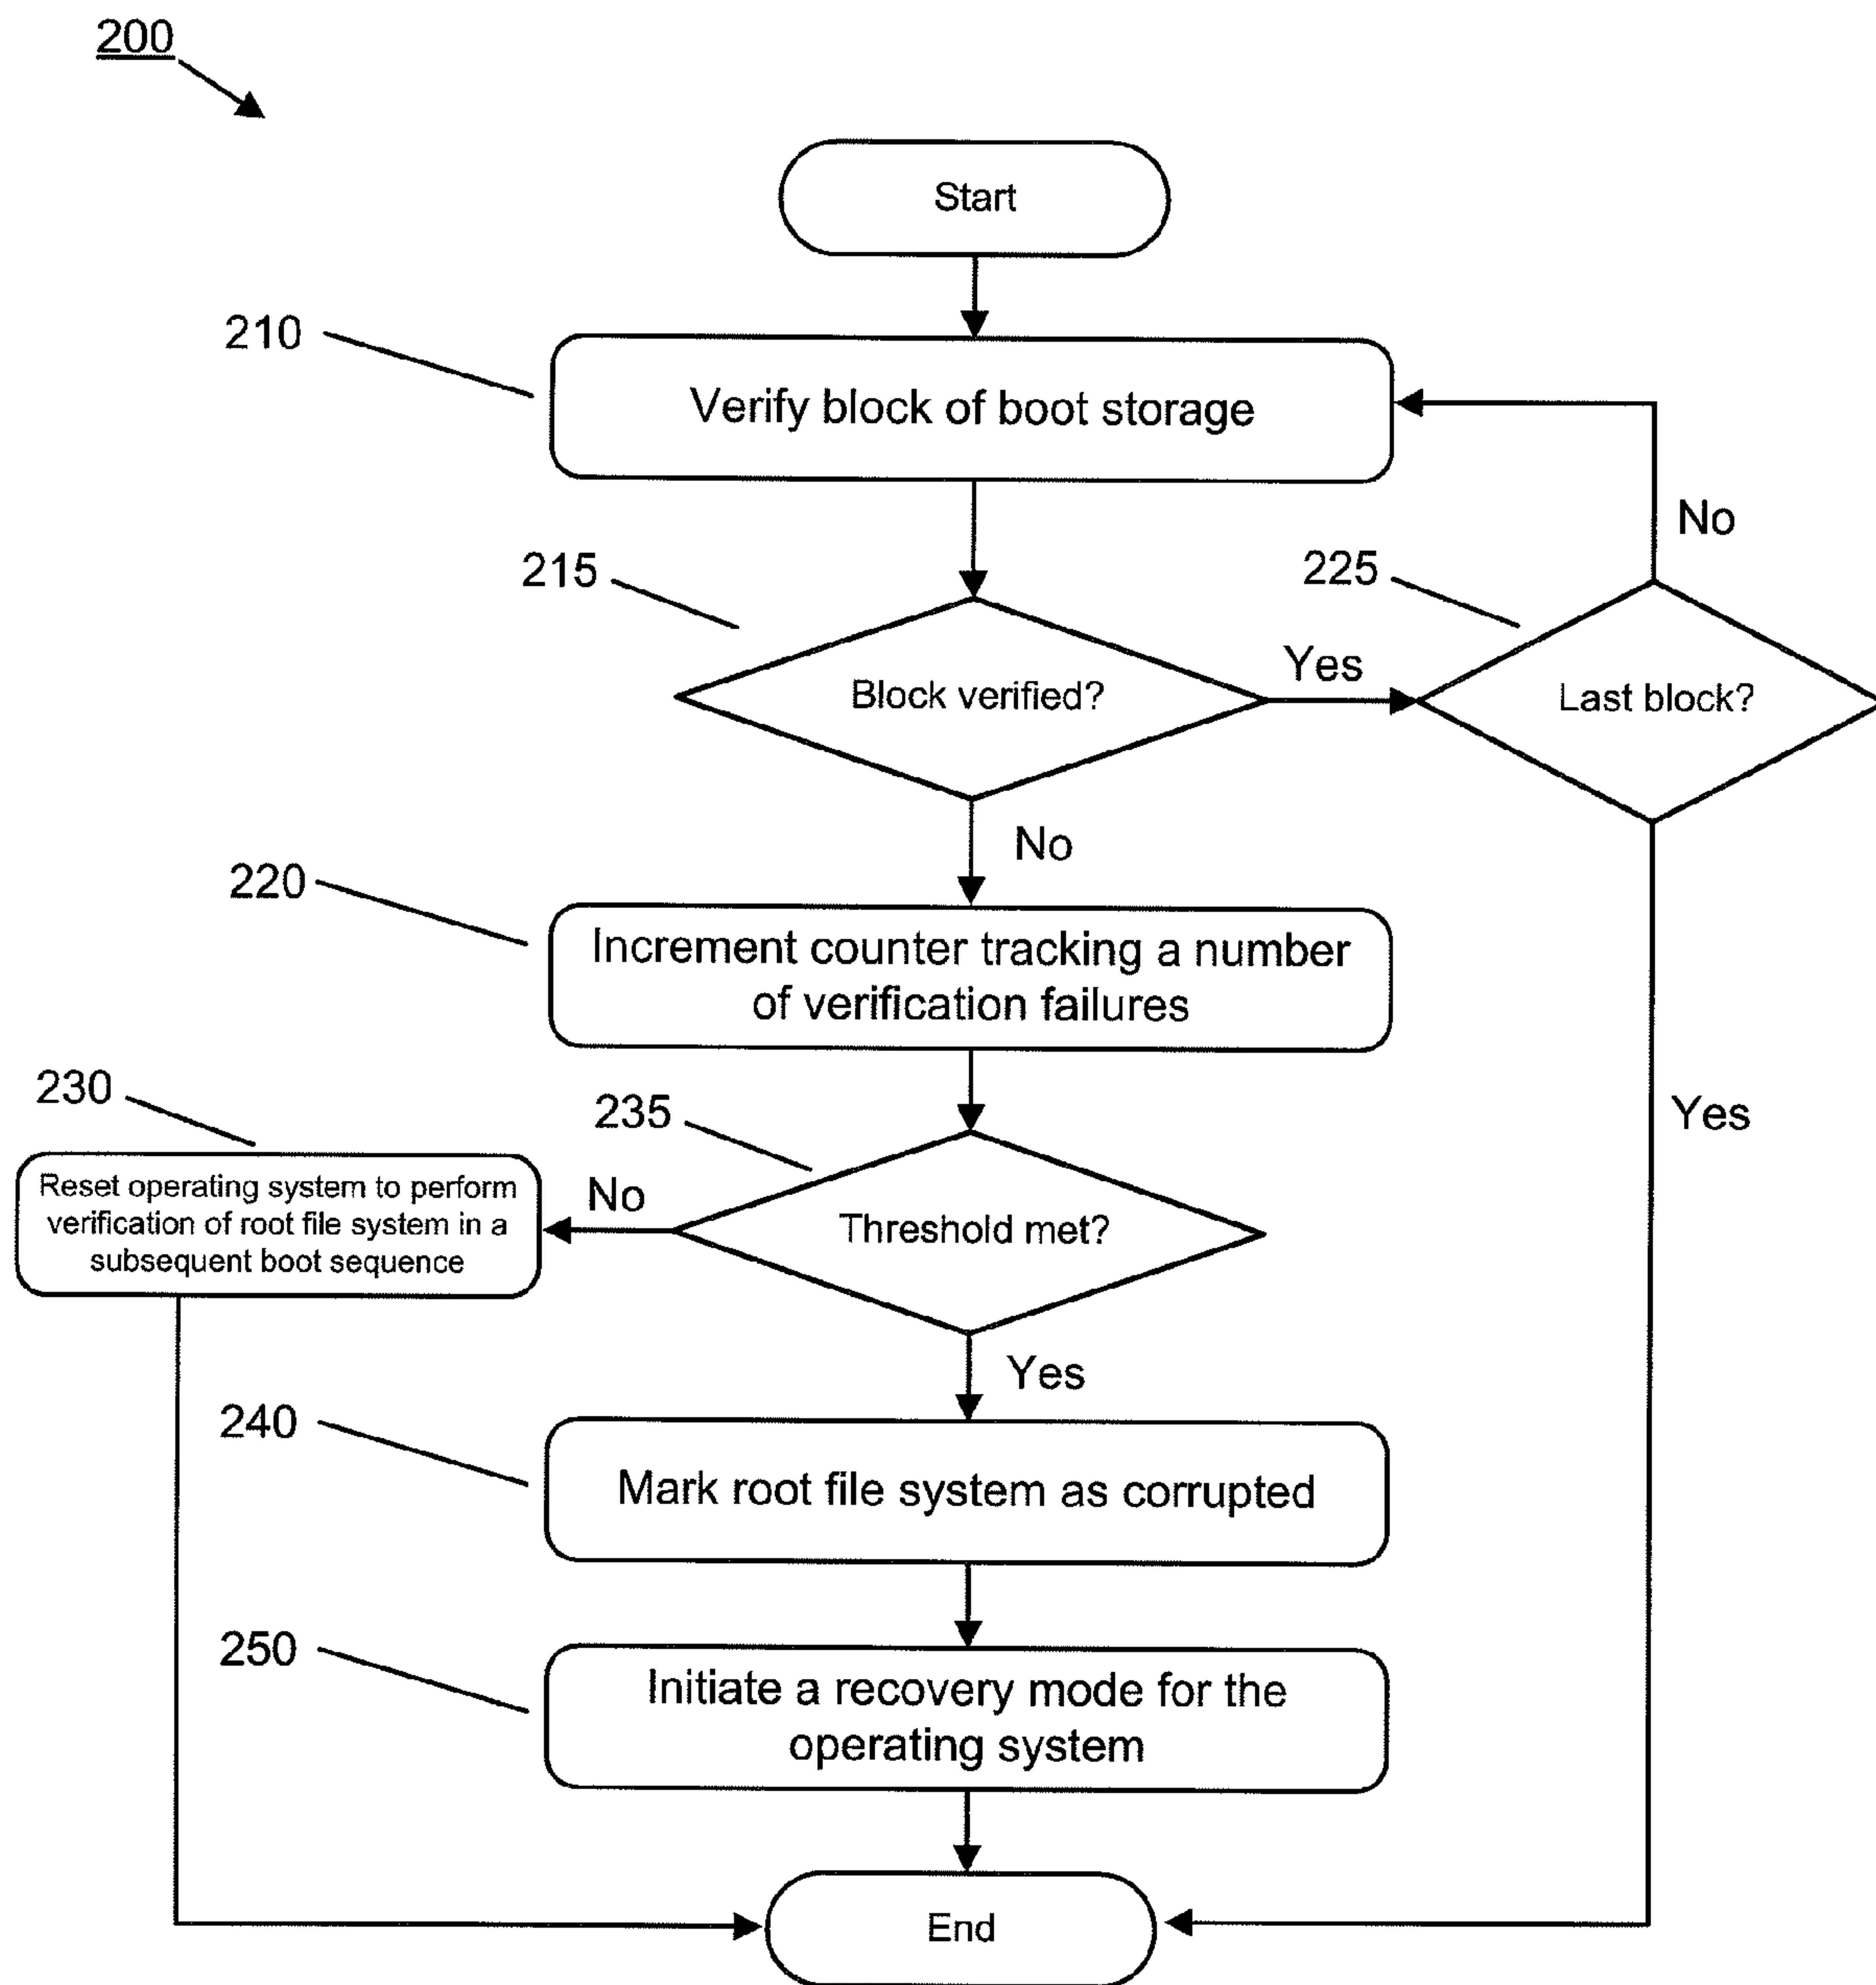 200
Start
210
Verify block of boot storage
No
215
225
Block verified?
Yes
Last block?
No
220
Increment counter tracking a number
of verification failures
230
235
Yes
Reset operating system to perform
verification of root file system in a
subsequent boot sequence
No
Threshold met?
Yes
240
Mark root file system as corrupted
250
Initiate a recovery mode for the
operating system
End